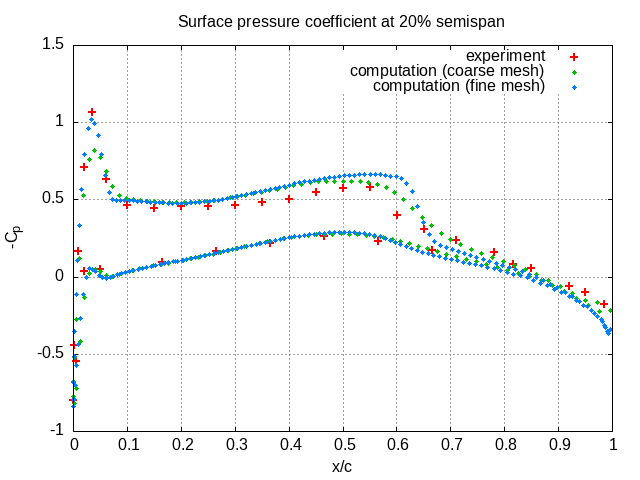 Surface pressure coefficient at 20% semispan
experiment
computation (coarse mesh)
computation (fine mesh)
1.5
1
0.5
0
-0.5
-1
-Cp
0 0.1 0.2 0.3 0.4 0.5 0.6 0.7 0.8 0.9 1
x/c